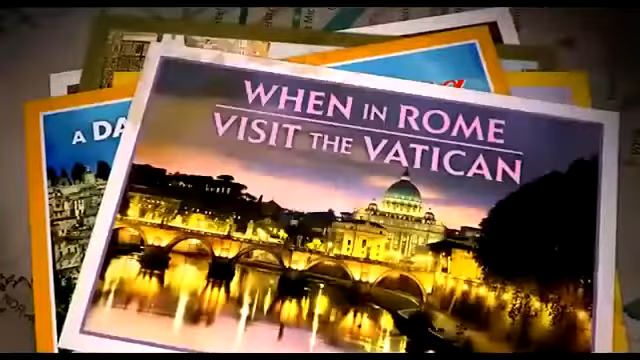 WHEN IN ROME
VISIT THE VATICAN
A DA